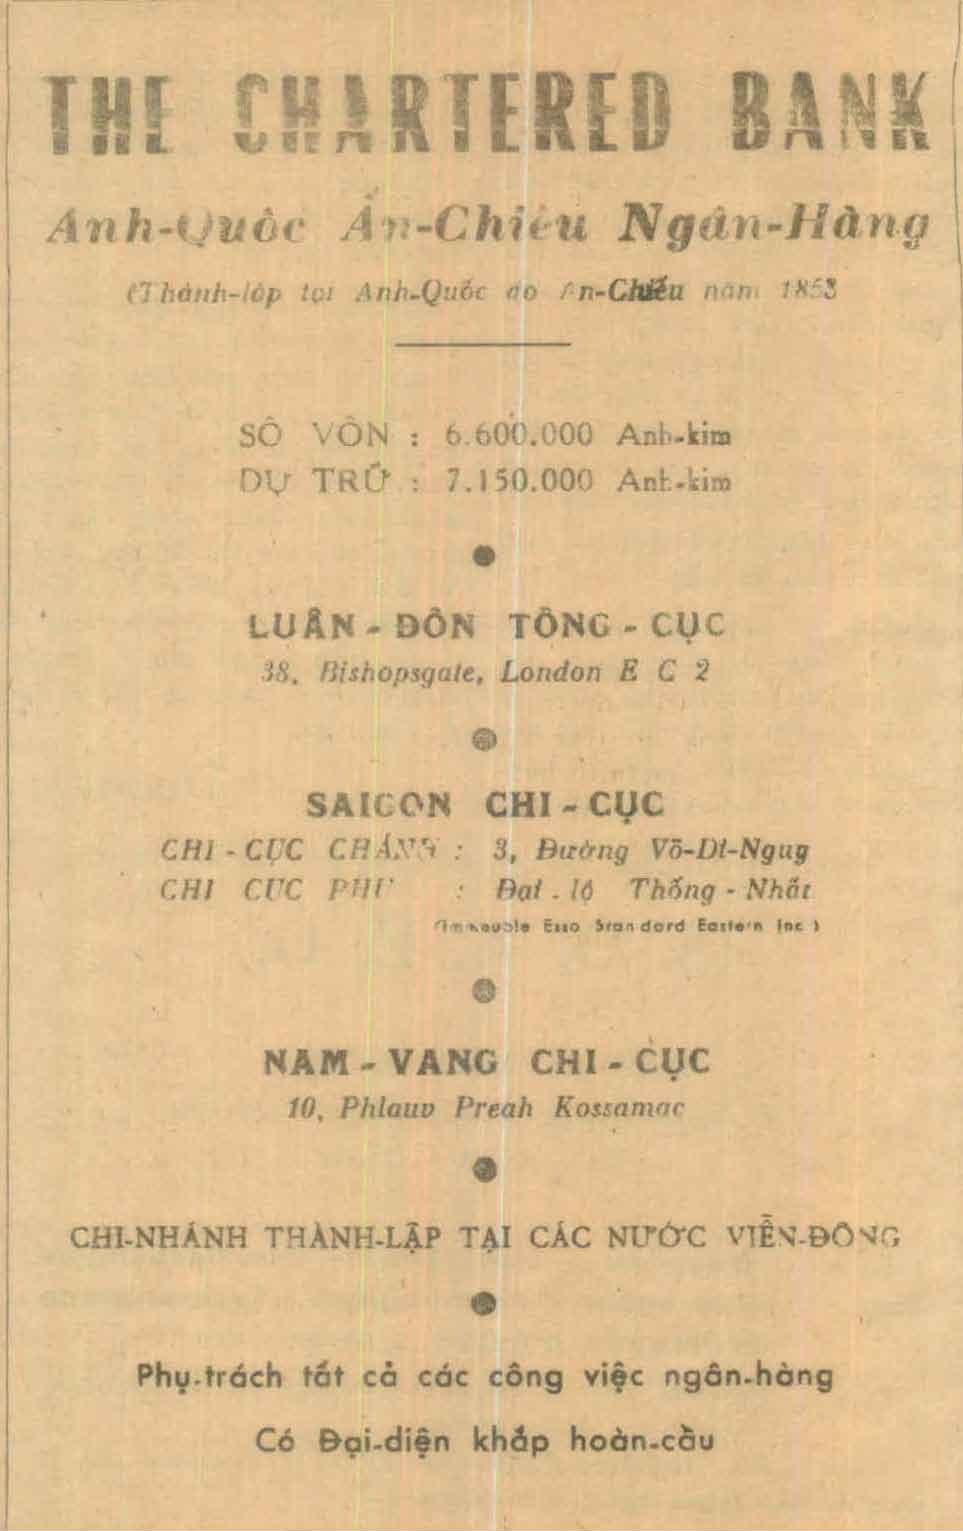 THE CHARTERED BANK
Anh-Quốc Ấn-Chiếu Ngân-Hàng
(Thành-lập tại Anh-Quốc do Ấn-Chiếu năm 1853
SỐ VỐN : 6.600.000 Anh-kim
DỰ TRỮ : 7.150.000 Anh-kim
LUÂN - ĐÔN TỔNG - CỤC
38, Bishopsgate, London E C 2
SAIGON CHI - CỤC
CHI - CỤC CHÁNH : 3, Đường Võ-Di-Nguy
CHI CỤC PHỤ : Đại - lộ Thống - Nhất
(Immeuble Esso Standard Eastern Inc )
NAM - VANG CHI - CỤC
10, Phlauv Preah Kossamac
CHI-NHÁNH THÀNH-LẬP TẠI CÁC NƯỚC VIỄN-ĐÔNG
Phụ-trách tất cả các công việc ngân-hàng
Có Đại-diện khắp hoàn-cầu